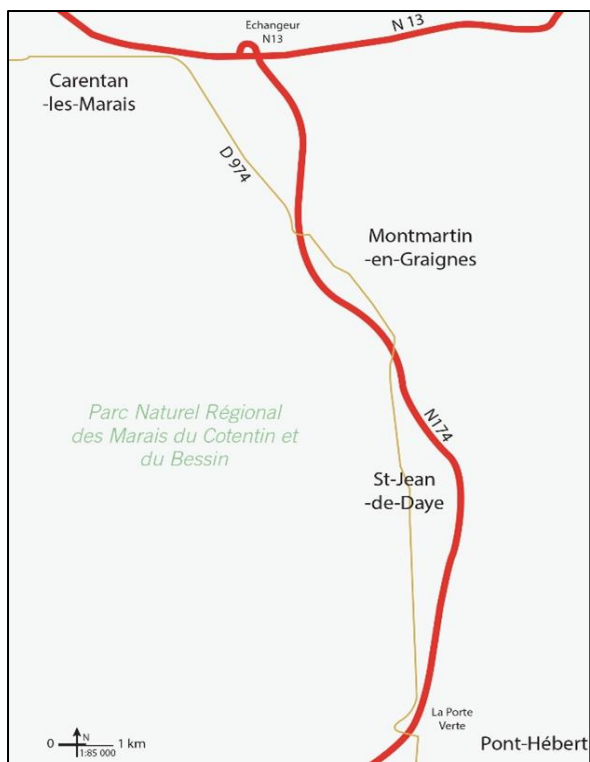 Echangeur
N13
N 13
Carentan
-les-Marais
D 974
Montmartin
-en-Graignes
Parc Naturel Régional
des Marais du Cotentin et
du Bessin
N174
St-Jean
-de-Daye
La Porte
Verte
N
0 1 km
1:85 000
Pont-Hébert